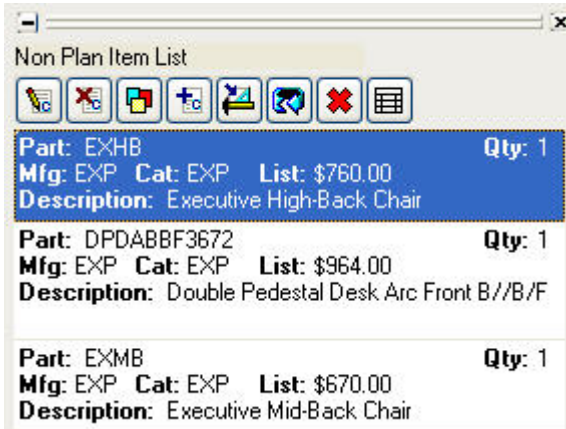 Non Plan Item List
Part: EXHB Qty: 1
Mfg: EXP Cat: EXP List: $760.00
Description: Executive High-Back Chair
Part: DPDABBF3672 Qty: 1
Mfg: EXP Cat: EXP List: $964.00
Description: Double Pedestal Desk Arc Front B//B/F
Part: EXMB Qty: 1
Mfg: EXP Cat: EXP List: $670.00
Description: Executive Mid-Back Chair